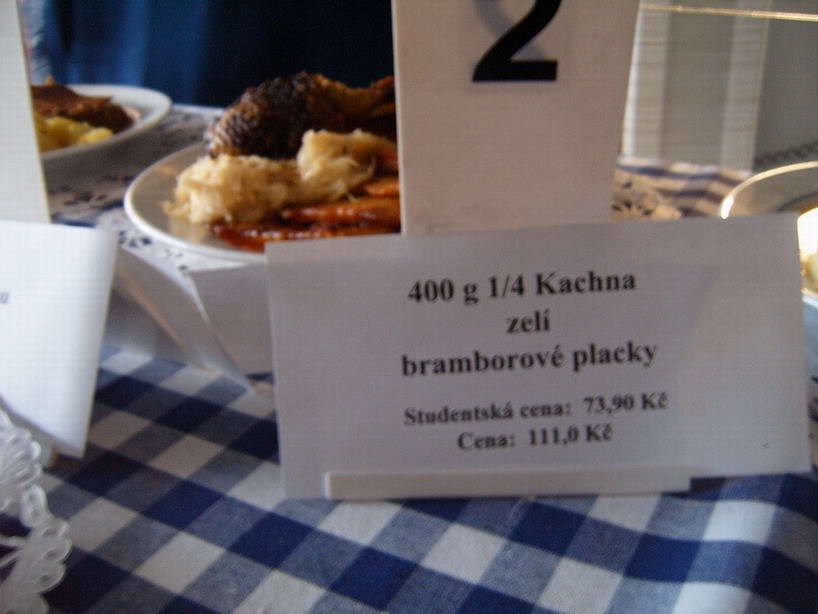 2
400 g 1/4 Kachna
zelí
bramborové placky
Studentská cena: 73,90 Kč
Cena: 111,0 Kč